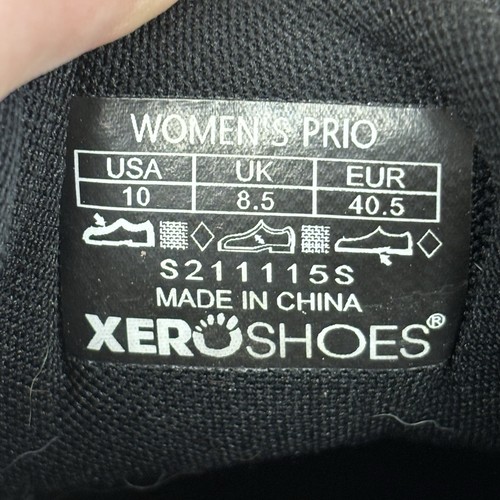 WOMEN'S PRIO
USA UK EUR
10 8.5 40.5
S211115S
MADE IN CHINA
XEROSHOES®